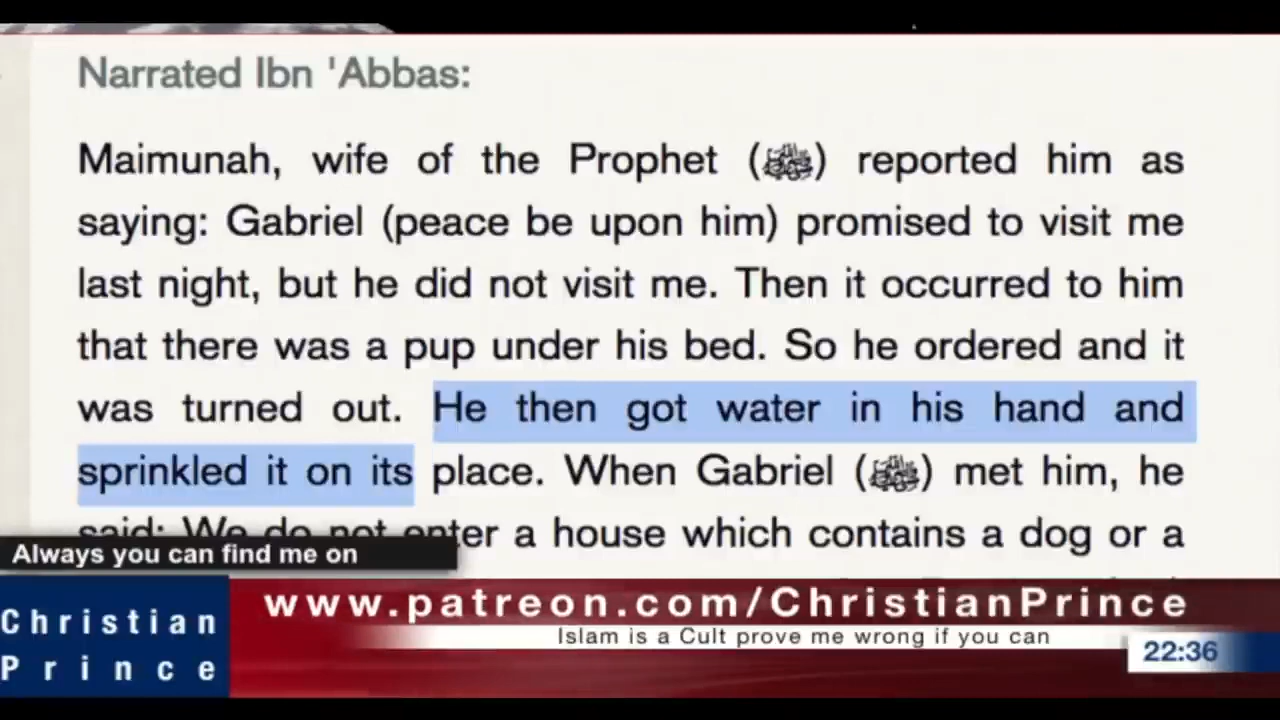 Narrated Ibn 'Abbas:
Maimunah, wife of the Prophet (ﷺ) reported him as
saying: Gabriel (peace be upon him) promised to visit me
last night, but he did not visit me. Then it occurred to him
that there was a pup under his bed. So he ordered and it
was turned out. He then got water in his hand and
sprinkled it on its place. When Gabriel (ﷺ) met him, he
said: We do not enter a house which contains a dog or a
Always you can find me on
www.patreon.com/ChristianPrince
Christian
Prince
Islam is a Cult prove me wrong if you can
22:36